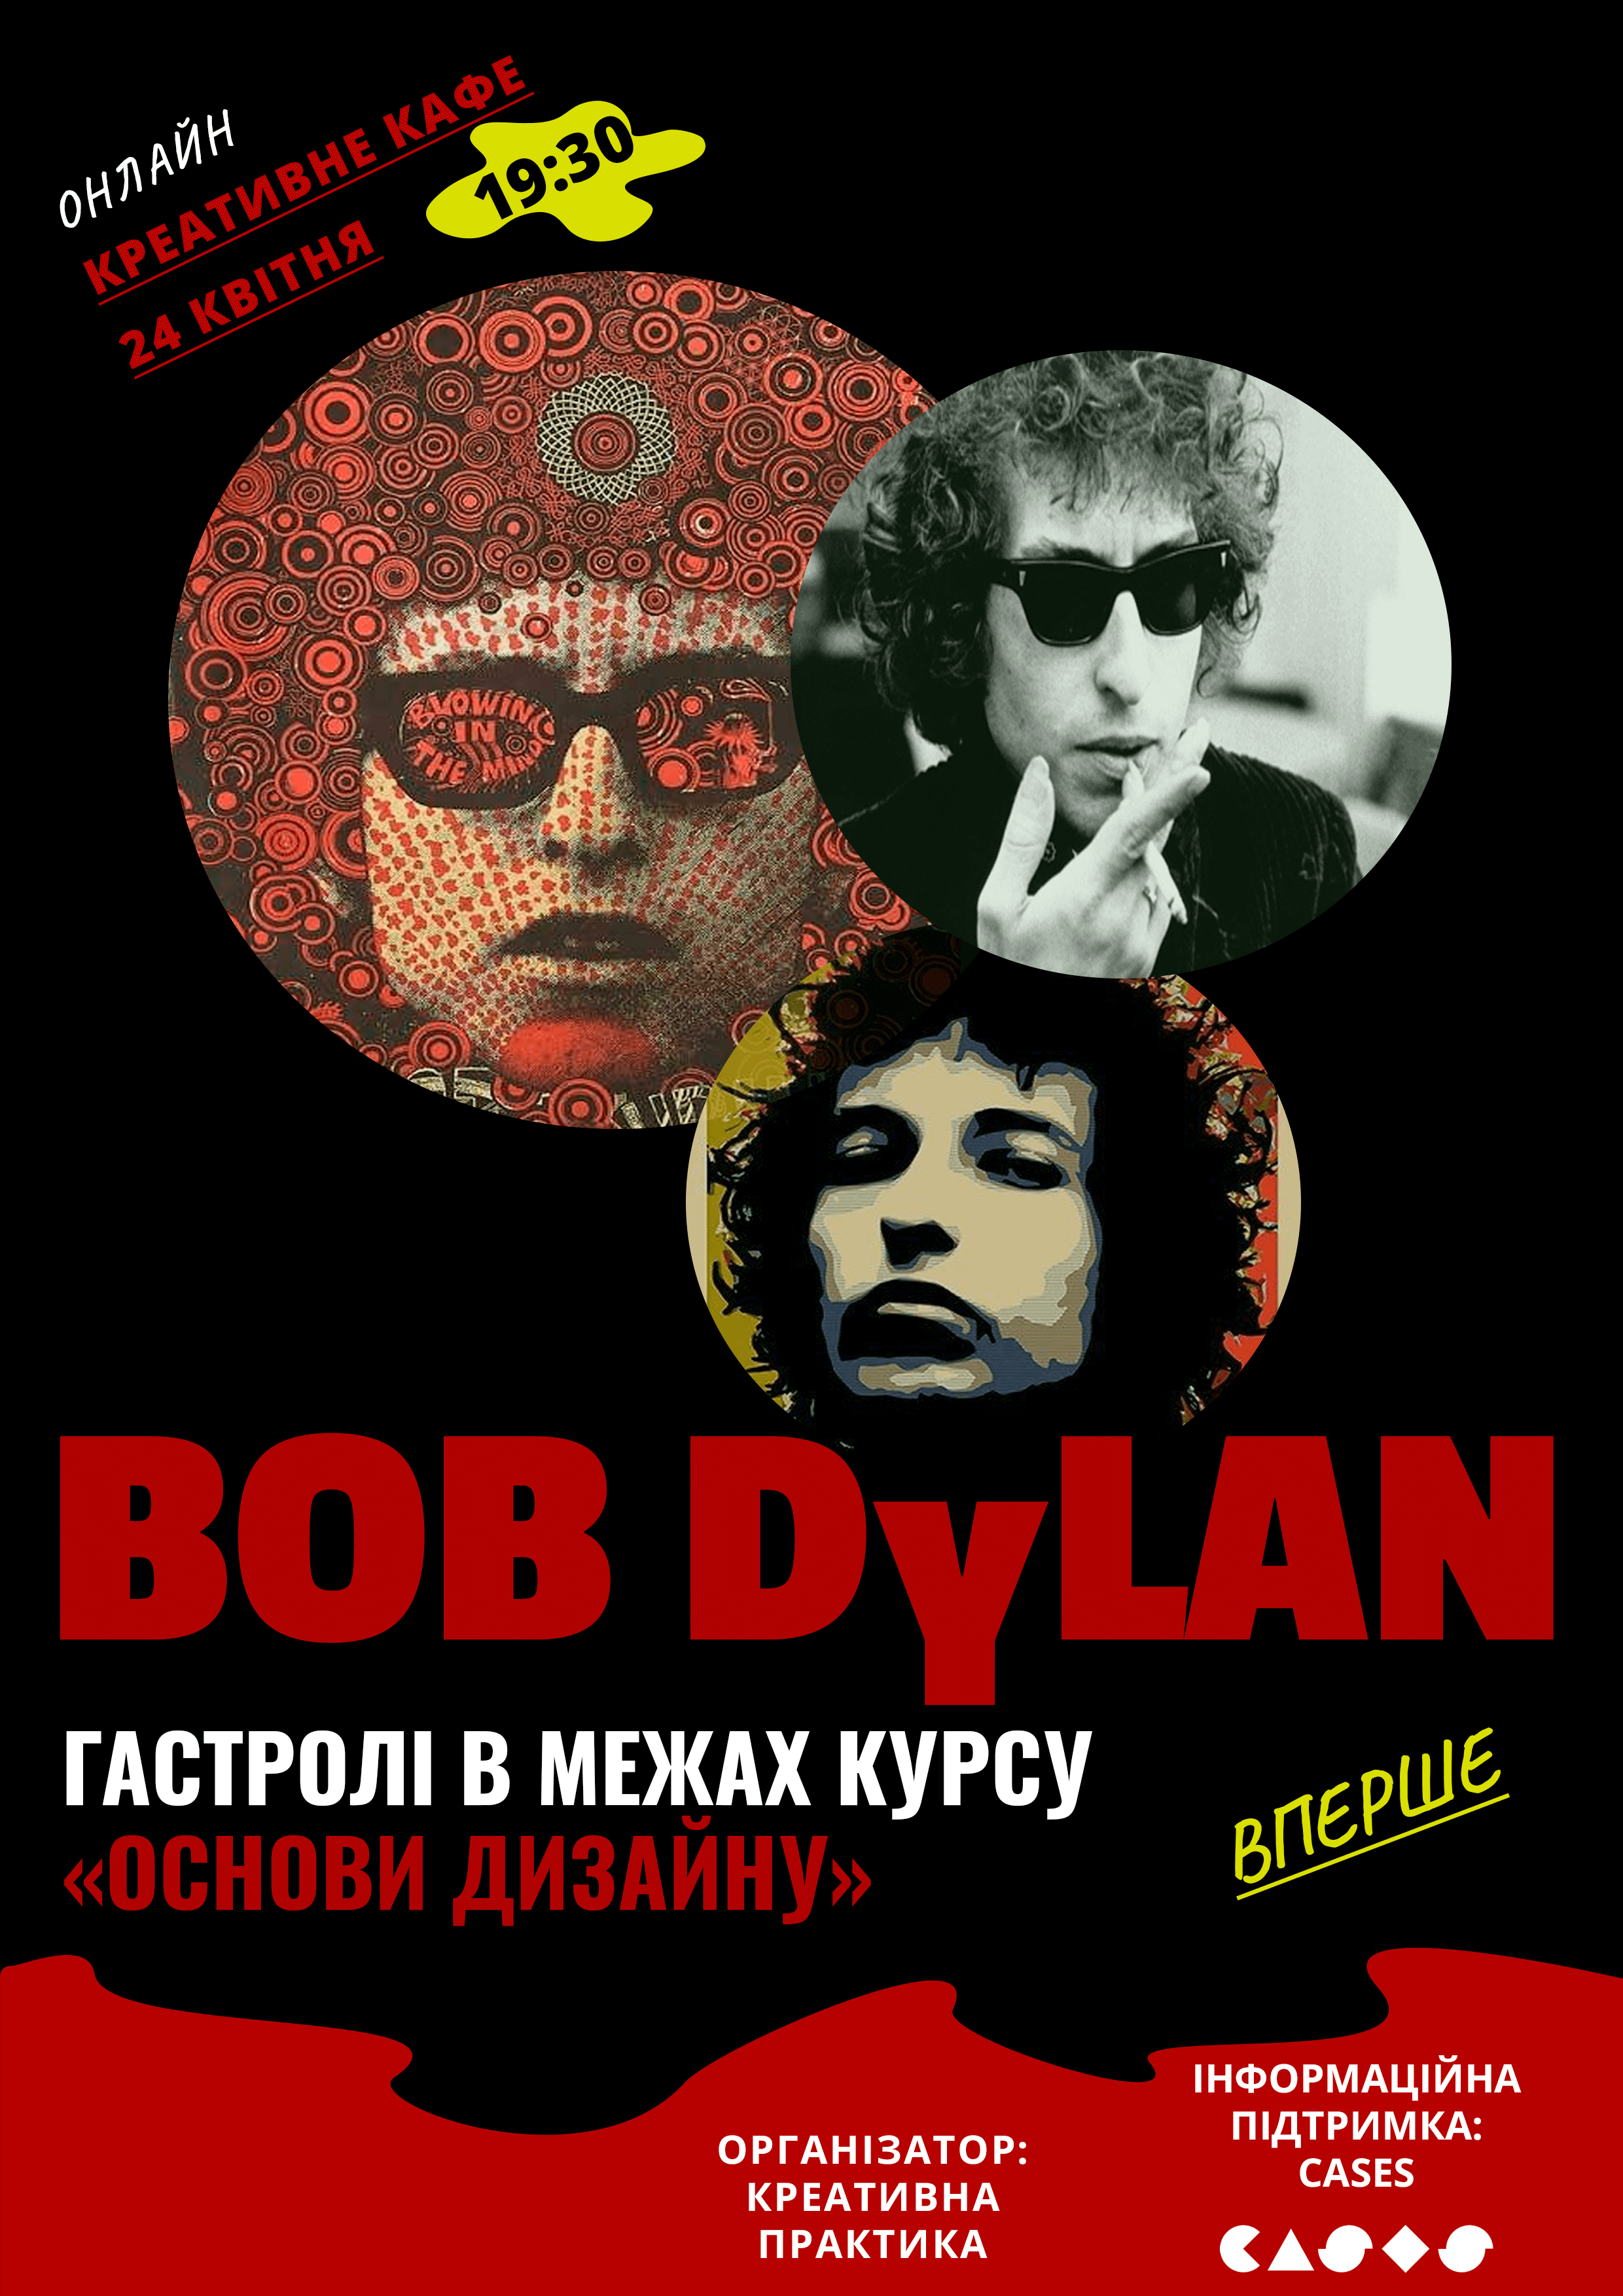 ОНЛАЙН
КРЕАТИВНЕ КАФЕ
24 КВІТНЯ
19:30
BLOWING
IN
THE MIND
BOB DyLAN
ГАСТРОЛІ В МЕЖАХ КУРСУ
«ОСНОВИ ДИЗАЙНУ»
ВПЕРШЕ
ОРГАНІЗАТОР:
КРЕАТИВНА
ПРАКТИКА
ІНФОРМАЦІЙНА
ПІДТРИМКА:
CASES
CASES